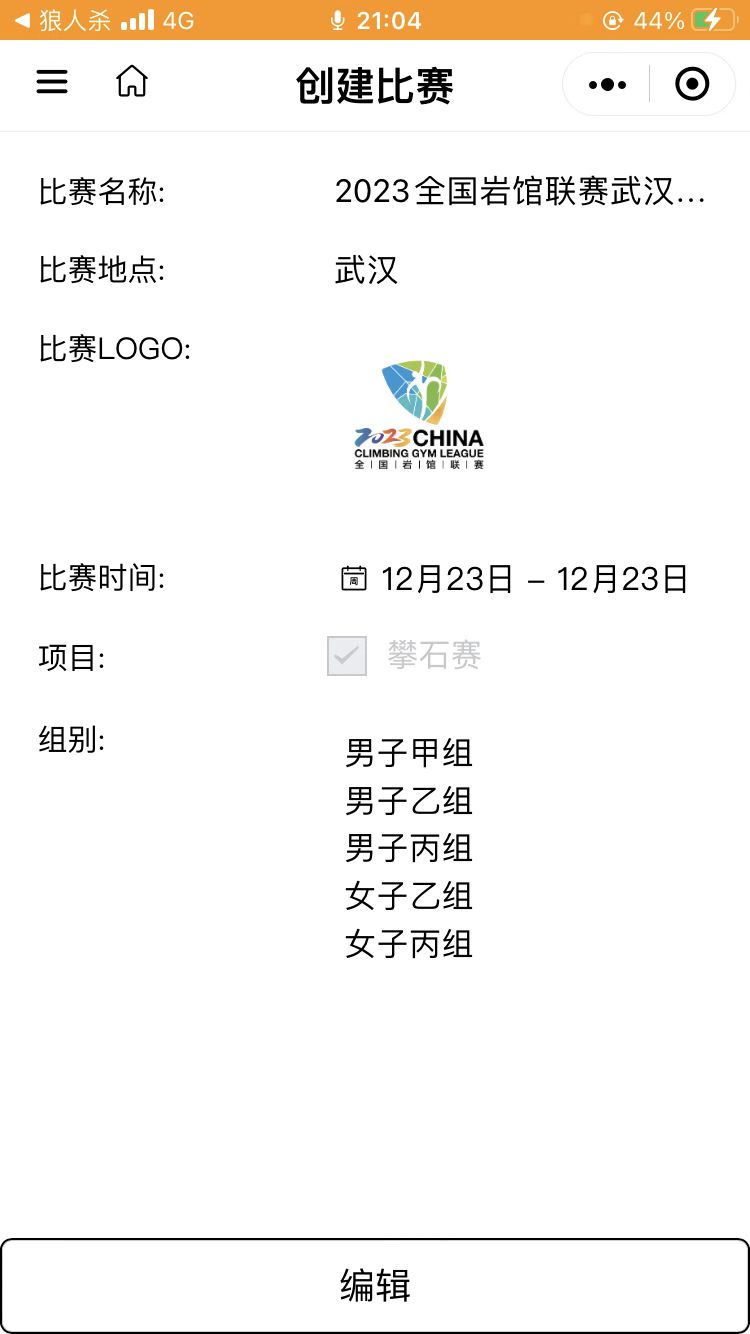 狼人杀 4G 21:04 44%
创建比赛
比赛名称: 2023全国岩馆联赛武汉...
比赛地点: 武汉
比赛LOGO:
2023 CHINA
CLIMBING GYM LEAGUE
全|国|岩|馆|联|赛
比赛时间: 周 12月23日 – 12月23日
项目: 攀石赛
组别:
男子甲组
男子乙组
男子丙组
女子乙组
女子丙组
编辑